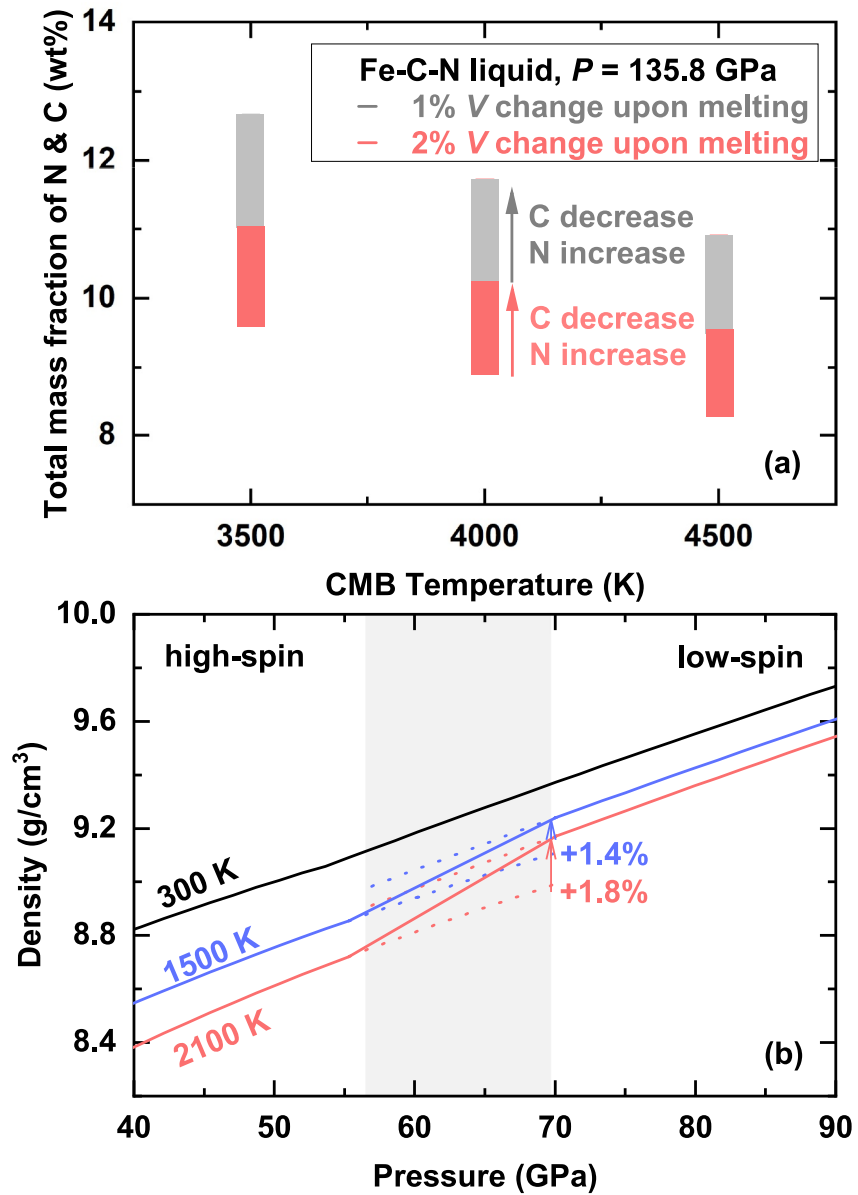 14
12
10
8
Total mass fraction of N & C (wt%)
Fe-C-N liquid, P = 135.8 GPa
1% V change upon melting
2% V change upon melting
C decrease
N increase
C decrease
N increase
(a)
3500
4000
4500
CMB Temperature (K)
10.0
9.6
9.2
8.8
8.4
Density (g/cm³)
high-spin
low-spin
300 K
1500 K
2100 K
+1.4%
+1.8%
(b)
40
50
60
70
80
90
Pressure (GPa)